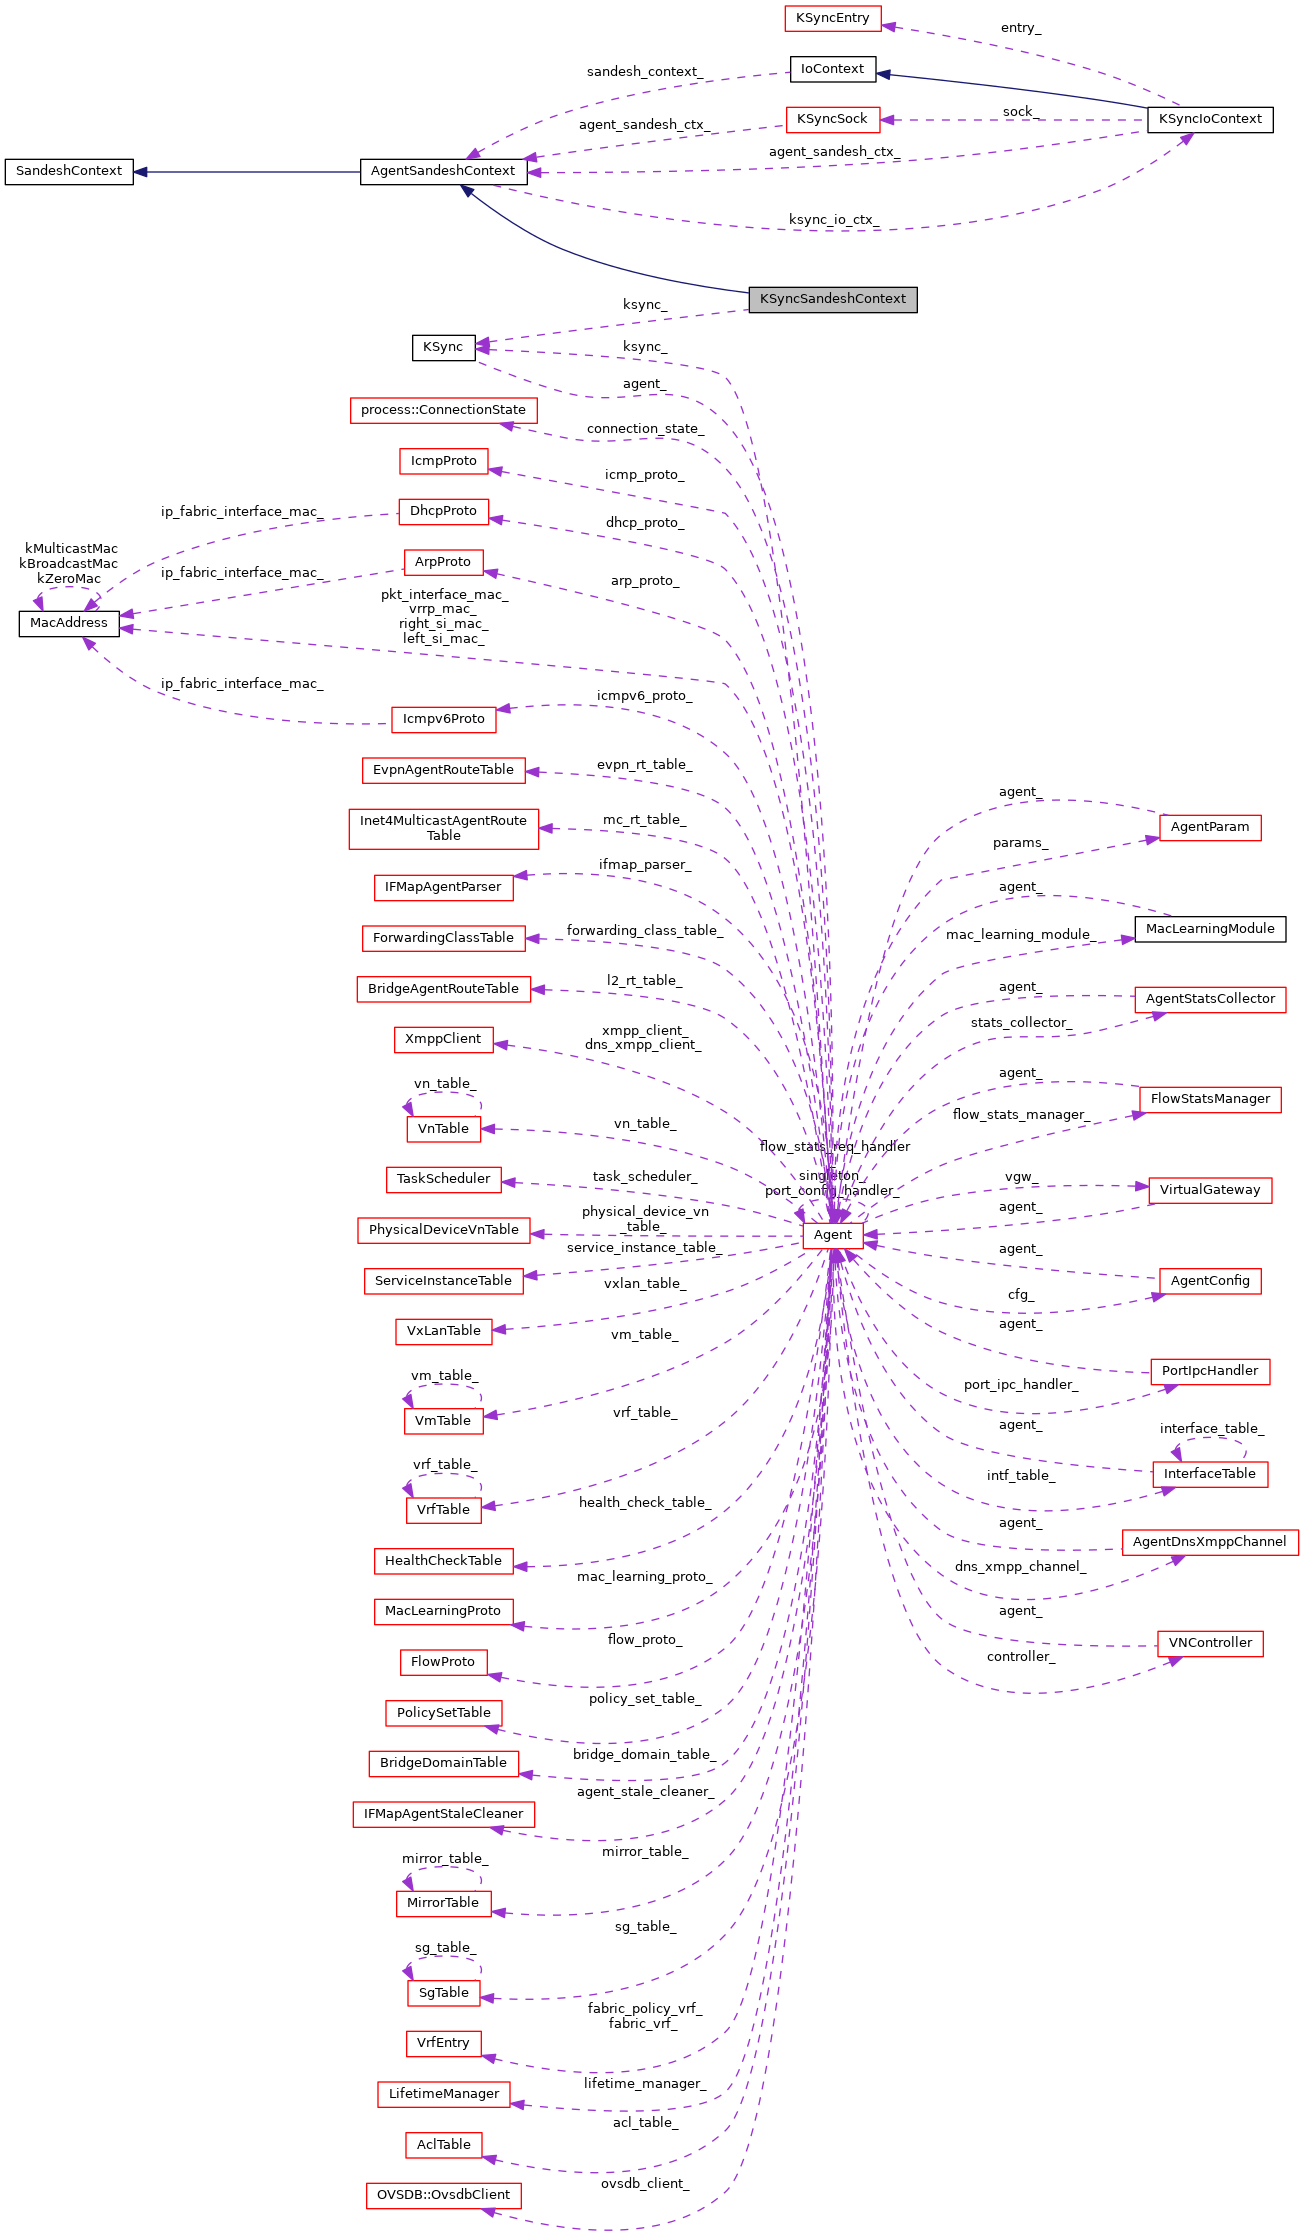 KSyncEntry
entry_
IoContext
sandesh_context_
KSyncSock
sock_
KSyncIoContext
agent_sandesh_ctx_
agent_sandesh_ctx_
SandeshContext
AgentSandeshContext
ksync_io_ctx_
KSyncSandeshContext
ksync_
KSync
ksync_
agent_
process::ConnectionState
connection_state_
IcmpProto
icmp_proto_
DhcpProto
ip_fabric_interface_mac_
dhcp_proto_
kMulticastMac
kBroadcastMac
kZeroMac
ArpProto
ip_fabric_interface_mac_
arp_proto_
pkt_interface_mac_
vrrp_mac_
right_si_mac_
left_si_mac_
MacAddress
ip_fabric_interface_mac_
icmpv6_proto_
Icmpv6Proto
evpn_rt_table_
EvpnAgentRouteTable
agent_
Inet4MulticastAgentRoute
Table
mc_rt_table_
AgentParam
params_
ifmap_parser_
IFMapAgentParser
agent_
forwarding_class_table_
ForwardingClassTable
mac_learning_module_
MacLearningModule
l2_rt_table_
BridgeAgentRouteTable
agent_
AgentStatsCollector
stats_collector_
xmpp_client_
dns_xmpp_client_
XmppClient
agent_
vn_table_
FlowStatsManager
flow_stats_manager_
VnTable
vn_table_
flow_stats_req_handler
_
singleton_
port_config_handler_
TaskScheduler
task_scheduler_
vgw_
VirtualGateway
agent_
physical_device_vn
_table_
PhysicalDeviceVnTable
Agent
service_instance_table_
agent_
ServiceInstanceTable
vxlan_table_
AgentConfig
cfg_
VxLanTable
vm_table_
agent_
PortIpcHandler
port_ipc_handler_
vm_table_
VmTable
vrf_table_
agent_
interface_table_
InterfaceTable
intf_table_
vrf_table_
VrfTable
health_check_table_
agent_
AgentDnsXmppChannel
dns_xmpp_channel_
HealthCheckTable
mac_learning_proto_
MacLearningProto
agent_
VNController
controller_
flow_proto_
FlowProto
policy_set_table_
PolicySetTable
bridge_domain_table_
BridgeDomainTable
agent_stale_cleaner_
IFMapAgentStaleCleaner
mirror_table_
mirror_table_
MirrorTable
sg_table_
sg_table_
SgTable
fabric_policy_vrf_
fabric_vrf_
VrfEntry
lifetime_manager_
LifetimeManager
acl_table_
AclTable
ovsdb_client_
OVSDB::OvsdbClient